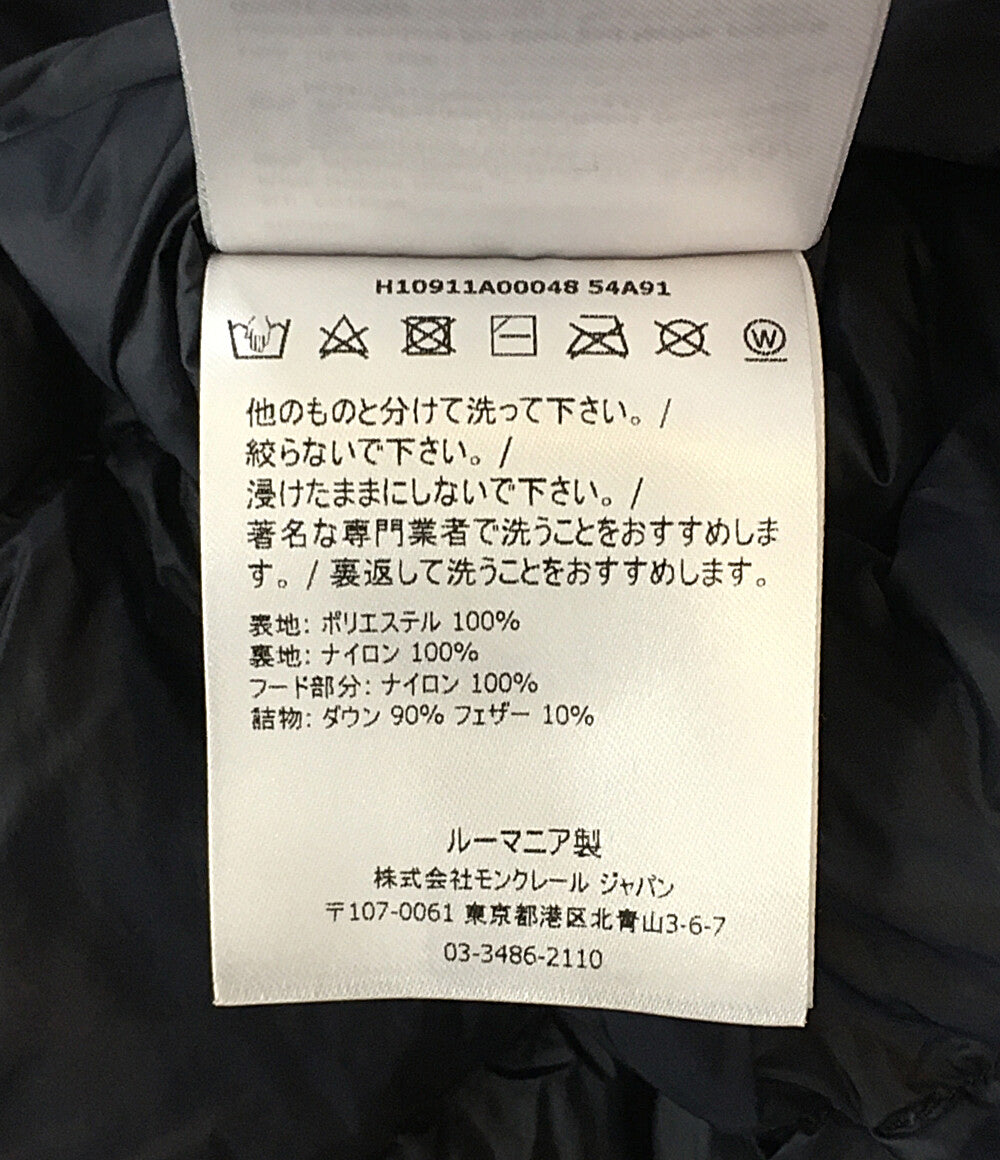 H10911A00048 54A91
W
他のものと分けて洗って下さい。/
絞らないで下さい。/
浸けたままにしないで下さい。/
著名な専門業者で洗うことをおすすめしま
す。/ 裏返して洗うことをおすすめします。
表地: ポリエステル 100%
裏地: ナイロン 100%
フード部分: ナイロン 100%
詰物: ダウン 90% フェザー 10%
ルーマニア製
株式会社モンクレール ジャパン
〒107-0061 東京都港区北青山3-6-7
03-3486-2110